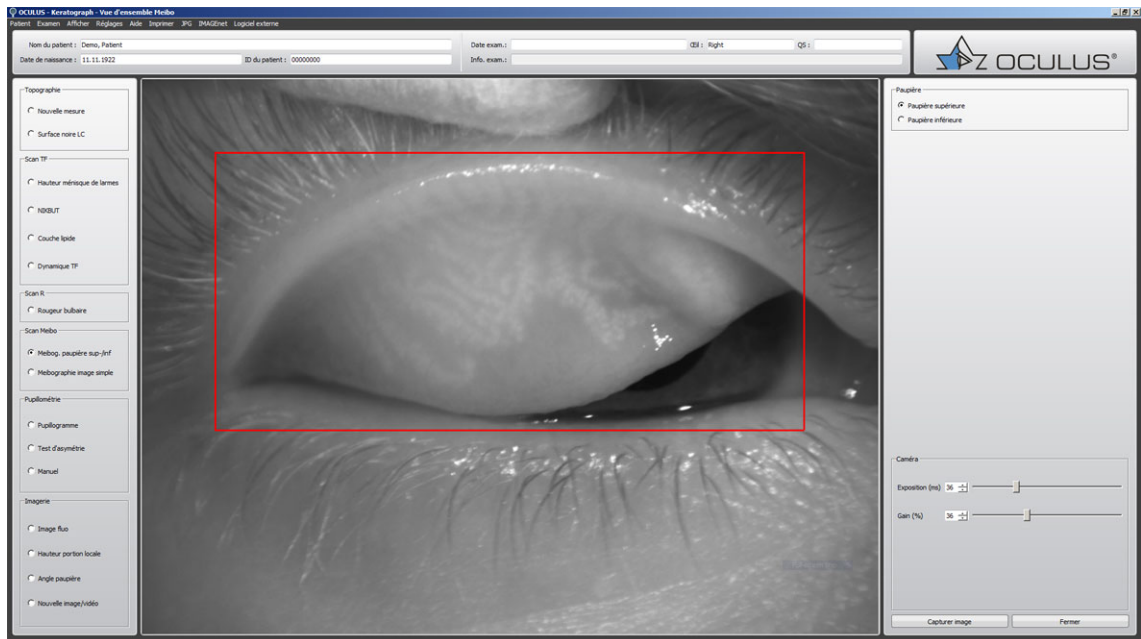 OCULUS - Keratograph - Vue d'ensemble Meibo
Patient Examen Afficher Réglages Aide Imprimer JPG IMAGEnet Logiciel externe
Nom du patient : Demo, Patient
Date exam.:
Œil : Right
QS :
Date de naissance : 11.11.1922
ID du patient : 00000000
Info. exam.:
OCULUS®
Topographie
Nouvelle mesure
Surface noire LC
Scan TF
Hauteur ménisque de larmes
NIKBUT
Couche lipide
Dynamique TF
Scan R
Rougeur bulbaire
Scan Meibo
Meibog. paupière sup-/inf
Meibographie image simple
Pupillométrie
Pupillogramme
Test d'asymétrie
Manuel
Imagerie
Image fluo
Hauteur portion locale
Angle paupière
Nouvelle image/vidéo
Paupière
Paupière supérieure
Paupière inférieure
Caméra
Exposition (ms) 36
Gain (%) 36
Capturer image
Fermer